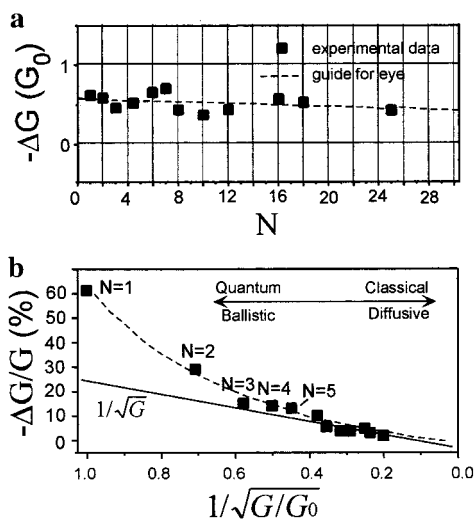 a
-ΔG (G₀)
1
0
■ experimental data
---- guide for eye
0 4 8 12 16 20 24 28
N
b
-ΔG/G (%)
60
50
40
30
20
10
0
N=1
Quantum Classical
Ballistic Diffusive
N=2
N=3 N=4 N=5
1/√G
1.0 0.8 0.6 0.4 0.2 0.0
1/√G/G₀